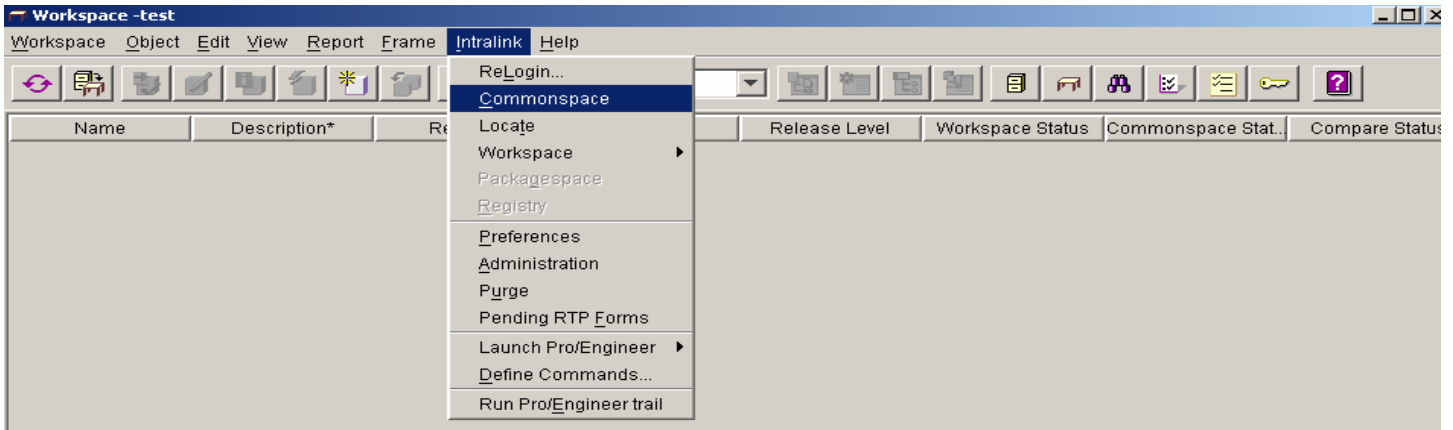 Workspace -test
Workspace Object Edit View Report Frame Intralink Help
ReLogin...
Commonspace
Name Description* Re Release Level Workspace Status Commonspace Stat... Compare Status
Locate
Workspace
Packagespace
Registry
Preferences
Administration
Purge
Pending RTP Forms
Launch Pro/Engineer
Define Commands...
Run Pro/Engineer trail